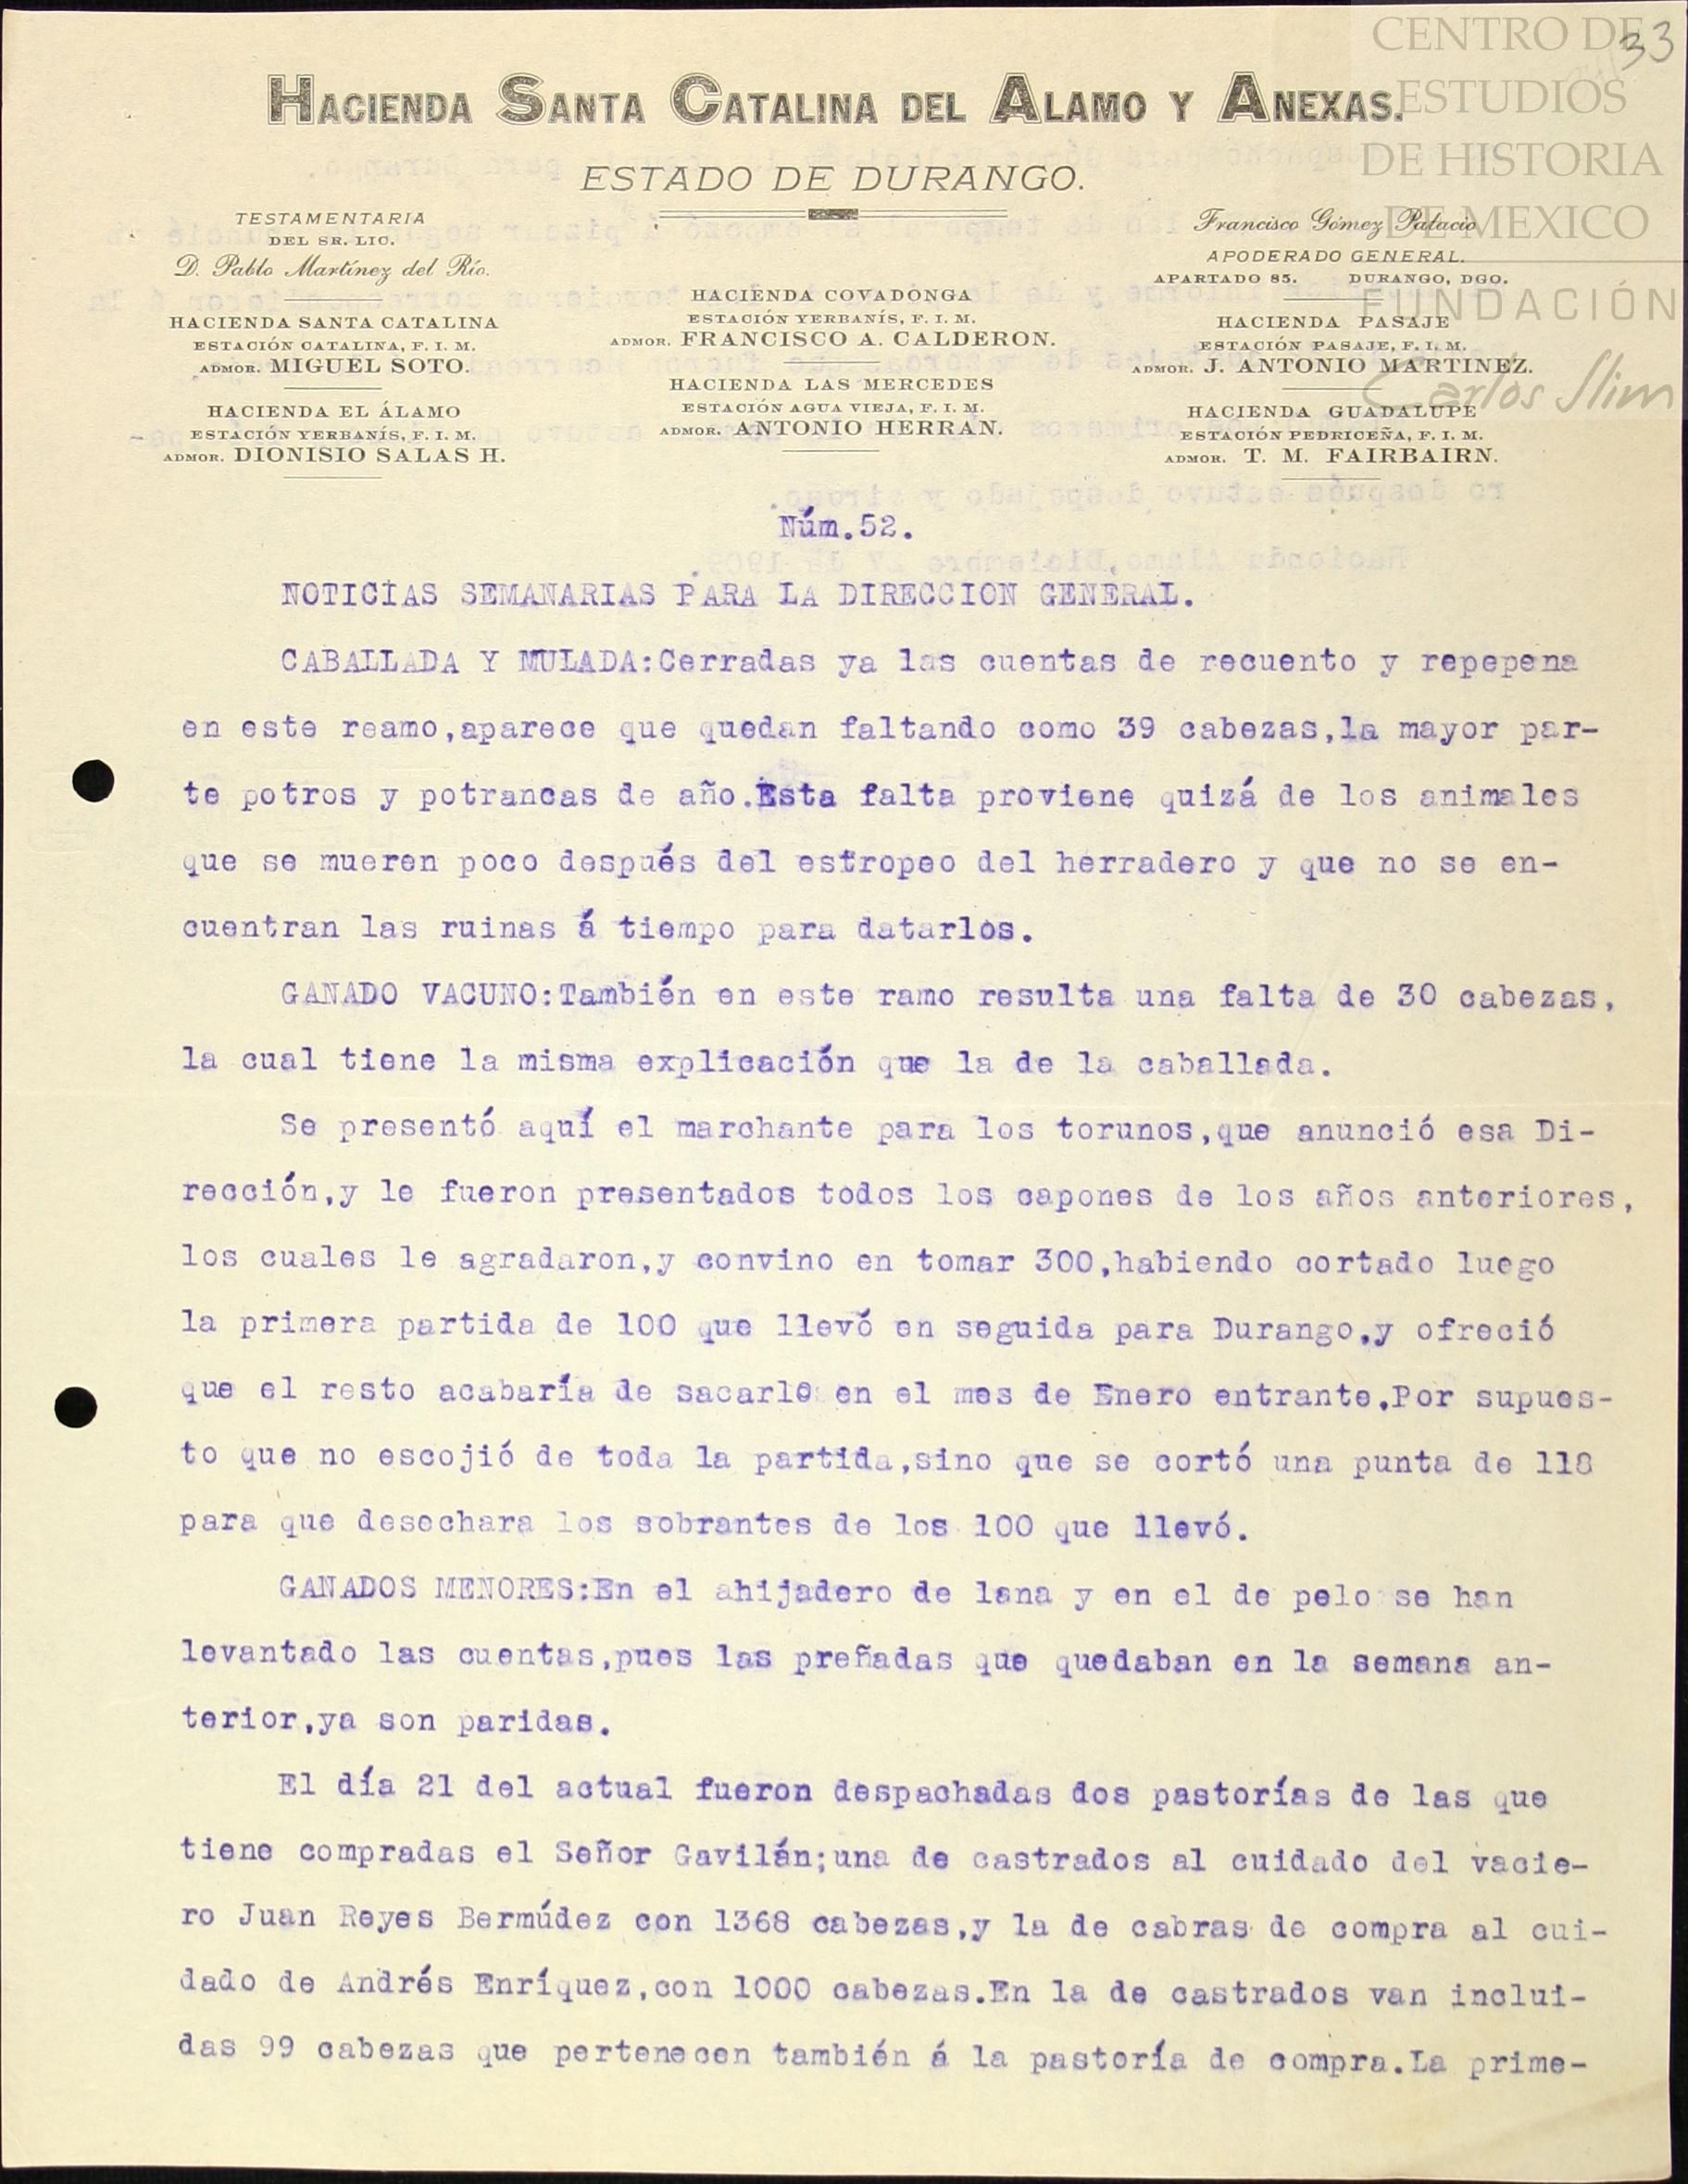 33
CENTRO DE
ESTUDIOS
DE HISTORIA
DE MEXICO
FUNDACIÓN
Carlos Slim
HACIENDA SANTA CATALINA DEL ALAMO Y ANEXAS.
ESTADO DE DURANGO.
TESTAMENTARIA
DEL SR. LIC.
D. Pablo Martínez del Río.
HACIENDA SANTA CATALINA
ESTACIÓN CATALINA, F. I. M.
ADMOR. MIGUEL SOTO.
HACIENDA EL ÁLAMO
ESTACIÓN YERBANÍS, F. I. M.
ADMOR. DIONISIO SALAS H.
HACIENDA COVADONGA
ESTACIÓN YERBANÍS, F. I. M.
ADMOR. FRANCISCO A. CALDERON.
HACIENDA LAS MERCEDES
ESTACIÓN AGUA VIEJA, F. I. M.
ADMOR. ANTONIO HERRAN.
Francisco Gómez Palacio
APODERADO GENERAL.
APARTADO 85. DURANGO, DGO.
HACIENDA PASAJE
ESTACIÓN PASAJE, F. I. M.
ADMOR. J. ANTONIO MARTINEZ.
HACIENDA GUADALUPE
ESTACIÓN PEDRICEÑA, F. I. M.
ADMOR. T. M. FAIRBAIRN.
Núm.52.
NOTICIAS SEMANARIAS PARA LA DIRECCION GENERAL.
CABALLADA Y MULADA:Cerradas ya las cuentas de recuento y repepena
en este reamo,aparece que quedan faltando como 39 cabezas,la mayor par-
te potros y potrancas de año.Esta falta proviene quizá de los animales
que se mueren poco después del estropeo del herradero y que no se en-
cuentran las ruinas á tiempo para datarlos.
GANADO VACUNO:También en este ramo resulta una falta de 30 cabezas,
la cual tiene la misma explicación que la de la caballada.
Se presentó aquí el marchante para los torunos,que anunció esa Di-
rección,y le fueron presentados todos los capones de los años anteriores,
los cuales le agradaron,y convino en tomar 300,habiendo cortado luego
la primera partida de 100 que llevó en seguida para Durango,y ofreció
que el resto acabaría de sacarlo en el mes de Enero entrante.Por supues-
to que no escojió de toda la partida,sino que se cortó una punta de 118
para que desechara los sobrantes de los 100 que llevó.
GANADOS MENORES:En el ahijadero de lana y en el de pelo se han
levantado las cuentas,pues las preñadas que quedaban en la semana an-
terior,ya son paridas.
El día 21 del actual fueron despachadas dos pastorías de las que
tiene compradas el Señor Gavilán;una de castrados al cuidado del vacie-
ro Juan Reyes Bermúdez con 1368 cabezas,y la de cabras de compra al cui-
dado de Andrés Enríquez,con 1000 cabezas.En la de castrados van inclui-
das 99 cabezas que pertenecen también á la pastoría de compra.La prime-